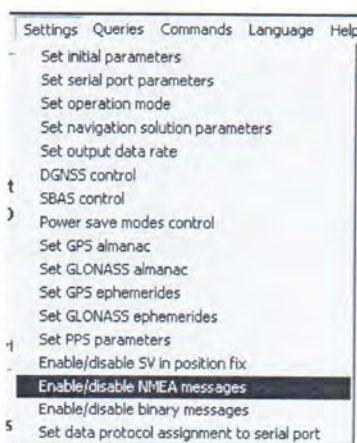 Settings Queries Commands Language Help
Set initial parameters
Set serial port parameters
Set operation mode
Set navigation solution parameters
Set output data rate
DGNSS control
SBAS control
Power save modes control
Set GPS almanac
Set GLONASS almanac
Set GPS ephemerides
Set GLONASS ephemerides
Set PPS parameters
Enable/disable SV in position fix
Enable/disable NMEA messages
Enable/disable binary messages
Set data protocol assignment to serial port